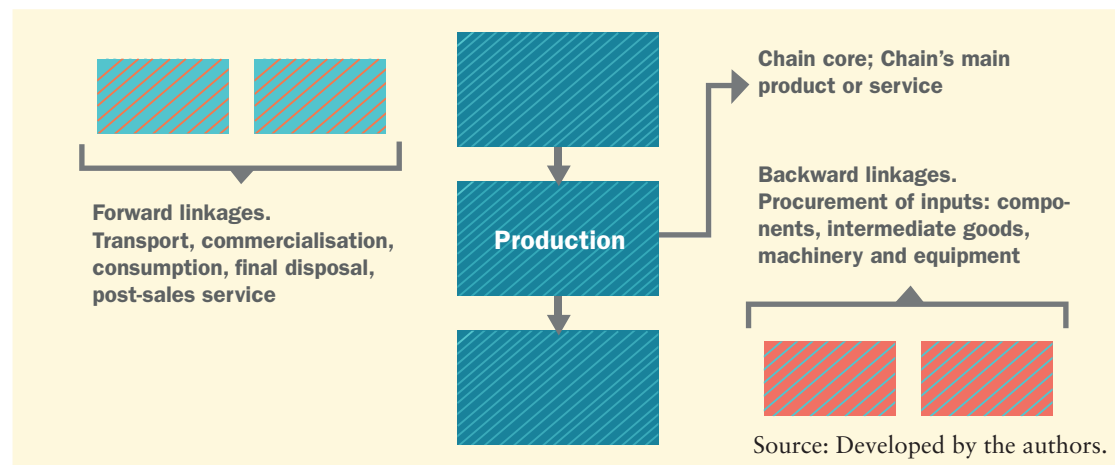 Forward linkages.
Transport, commercialisation,
consumption, final disposal,
post-sales service
Production
Chain core; Chain’s main
product or service
Backward linkages.
Procurement of inputs: compo-
nents, intermediate goods,
machinery and equipment
Source: Developed by the authors.